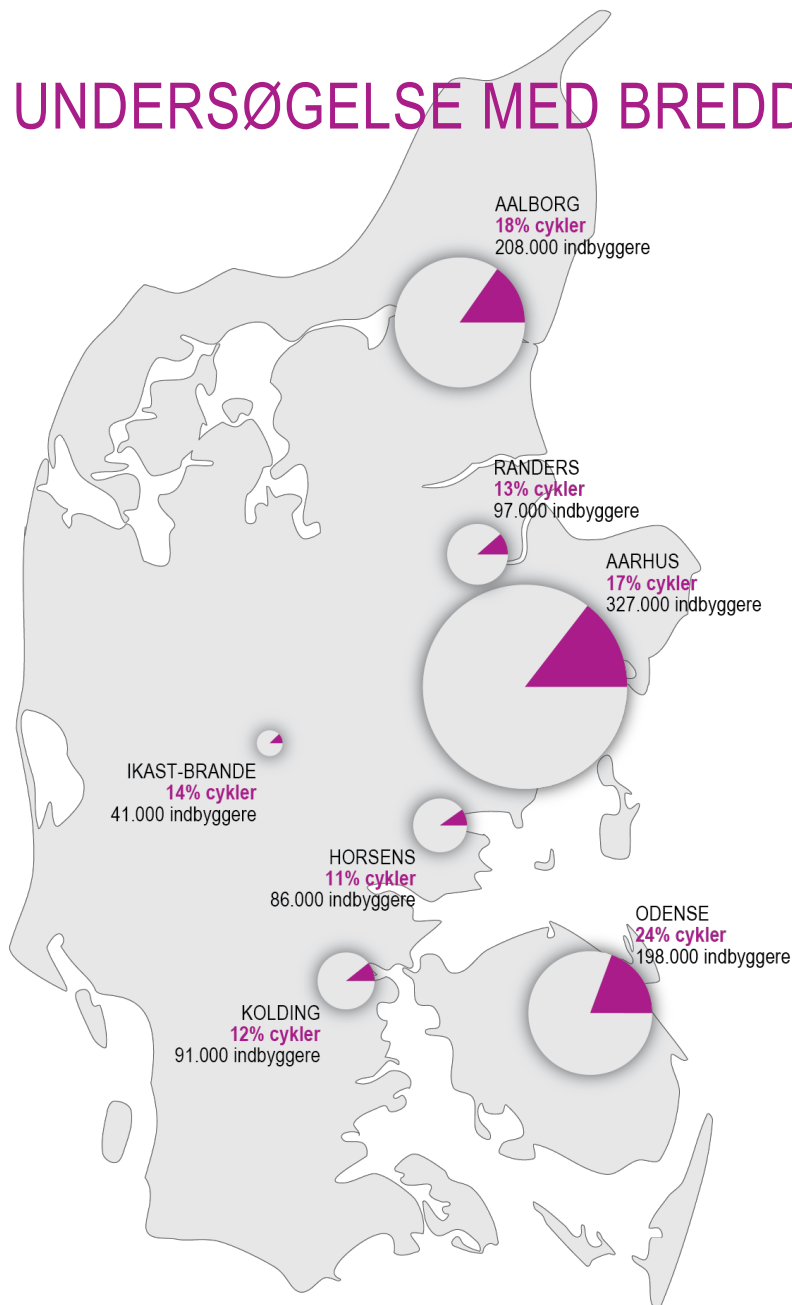 UNDERSØGELSE MED BREDD
AALBORG
18% cykler
208.000 indbyggere
RANDERS
13% cykler
97.000 indbyggere
AARHUS
17% cykler
327.000 indbyggere
IKAST-BRANDE
14% cykler
41.000 indbyggere
HORSENS
11% cykler
86.000 indbyggere
ODENSE
24% cykler
198.000 indbyggere
KOLDING
12% cykler
91.000 indbyggere